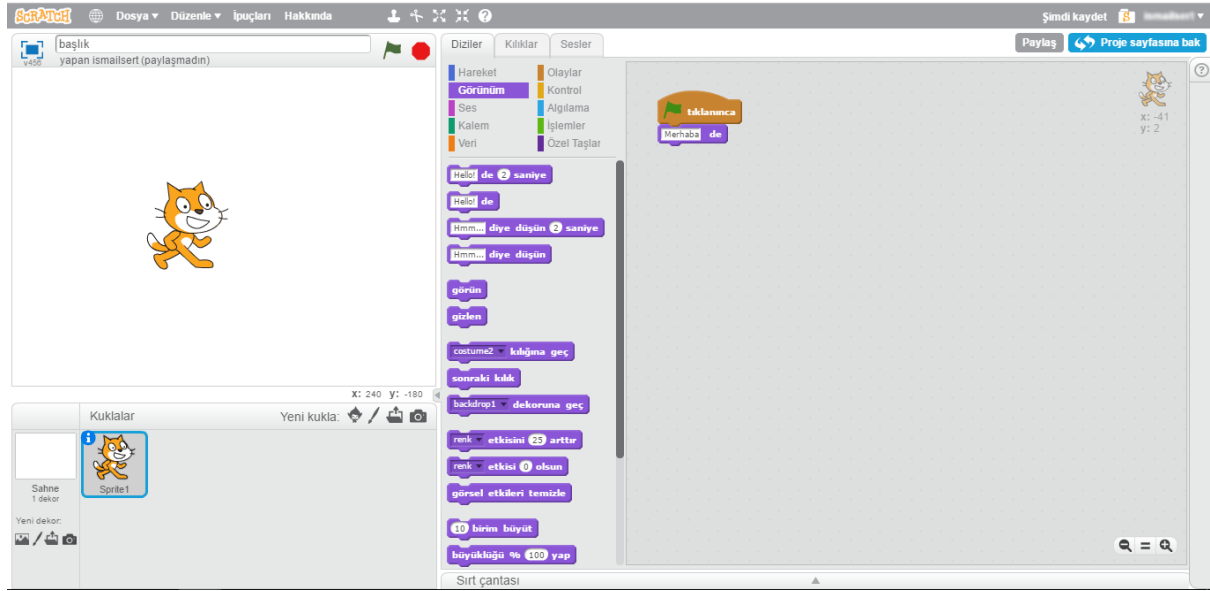 SCRATCH Dosya Düzenle İpuçları Hakkında Şimdi kaydet
başlık
v456 yapan ismailsert (paylaşmadın)
Diziler Kılıklar Sesler
Paylaş Proje sayfasına bak
Hareket Olaylar
Görünüm Kontrol
Ses Algılama
Kalem İşlemler
Veri Özel Taşlar
Hello! de 2 saniye
Hello! de
Hmm... diye düşün 2 saniye
Hmm... diye düşün
görün
gizlen
costume2 kılığına geç
sonraki kılık
backdrop1 dekoruna geç
renk etkisini 25 arttır
renk etkisi 0 olsun
görsel etkileri temizle
10 birim büyüt
büyüklüğü % 100 yap
tıklanınca
Merhaba de
x: -41
y: 2
X: 240 y: -180
Kuklalar Yeni kukla:
Sahne
1 dekor
Sprite1
Yeni dekor:
Sırt çantası